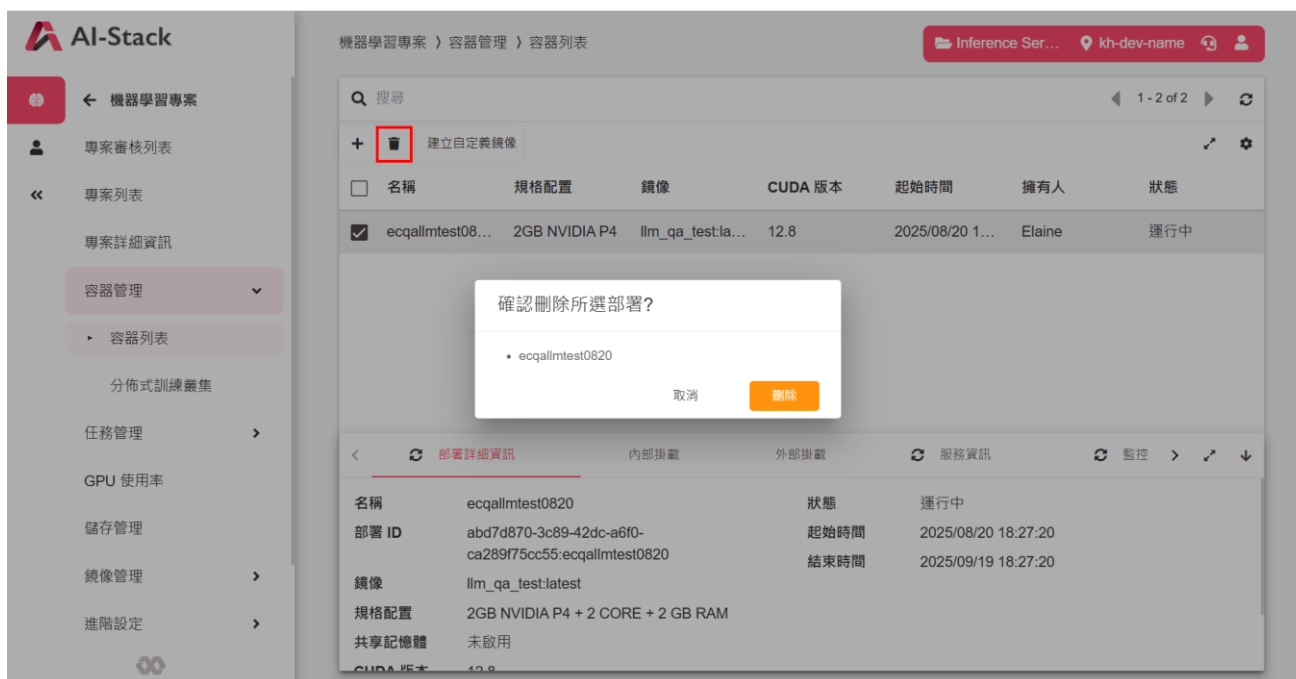 AI-Stack
機器學習專案 》 容器管理 》 容器列表
Inference Ser...
kh-dev-name
機器學習專案
專案審核列表
專案列表
專案詳細資訊
容器管理
容器列表
分佈式訓練叢集
任務管理
GPU 使用率
儲存管理
鏡像管理
進階設定
搜尋
1 - 2 of 2
建立自定義鏡像
名稱 規格配置 鏡像 CUDA 版本 起始時間 擁有人 狀態
ecqallmtest08... 2GB NVIDIA P4 llm_qa_test:la... 12.8 2025/08/20 1... Elaine 運行中
確認刪除所選部署?
• ecqallmtest0820
取消 刪除
部署詳細資訊 內部掛載 外部掛載 服務資訊 監控
名稱 ecqallmtest0820 狀態 運行中
部署 ID abd7d870-3c89-42dc-a6f0- 起始時間 2025/08/20 18:27:20
ca289f75cc55:ecqallmtest0820 結束時間 2025/09/19 18:27:20
鏡像 llm_qa_test:latest
規格配置 2GB NVIDIA P4 + 2 CORE + 2 GB RAM
共享記憶體 未啟用
CUDA 版本 12.8